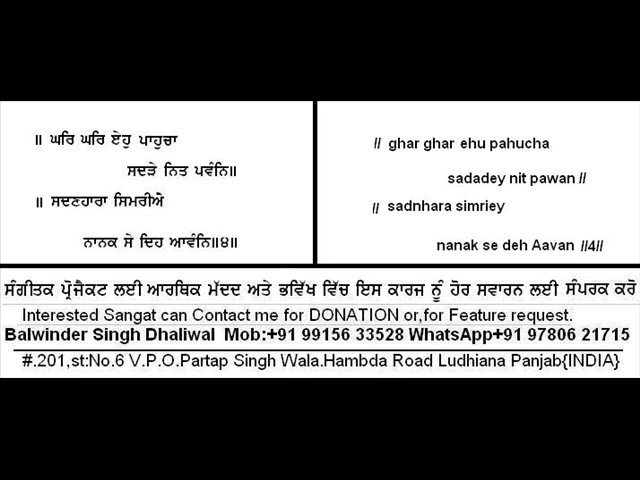 ॥ ਘਰਿ ਘਰਿ ਏਹੁ ਪਾਹੁਚਾ
ਸਦੜੇ ਨਿਤ ਪਵੰਨਿ॥
॥ ਸਦਣਹਾਰਾ ਸਿਮਰੀਐ
ਨਾਨਕ ਸੇ ਦਿਹ ਆਵੰਨਿ॥੪॥
// ghar ghar ehu pahucha
sadadey nit pawan //
// sadnhara simriey
nanak se deh Aavan //4//
ਸੰਗੀਤਕ ਪ੍ਰੋਜੈਕਟ ਲਈ ਆਰਥਿਕ ਮੱਦਦ ਅਤੇ ਭਵਿੱਖ ਵਿੱਚ ਇਸ ਕਾਰਜ ਨੂੰ ਹੋਰ ਸਵਾਰਨ ਲਈ ਸੰਪਰਕ ਕਰੋ
Interested Sangat can Contact me for DONATION or,for Feature request.
Balwinder Singh Dhaliwal Mob:+91 99156 33528 WhatsApp+91 97806 21715
#.201,st:No.6 V.P.O.Partap Singh Wala.Hambda Road Ludhiana Panjab{INDIA}